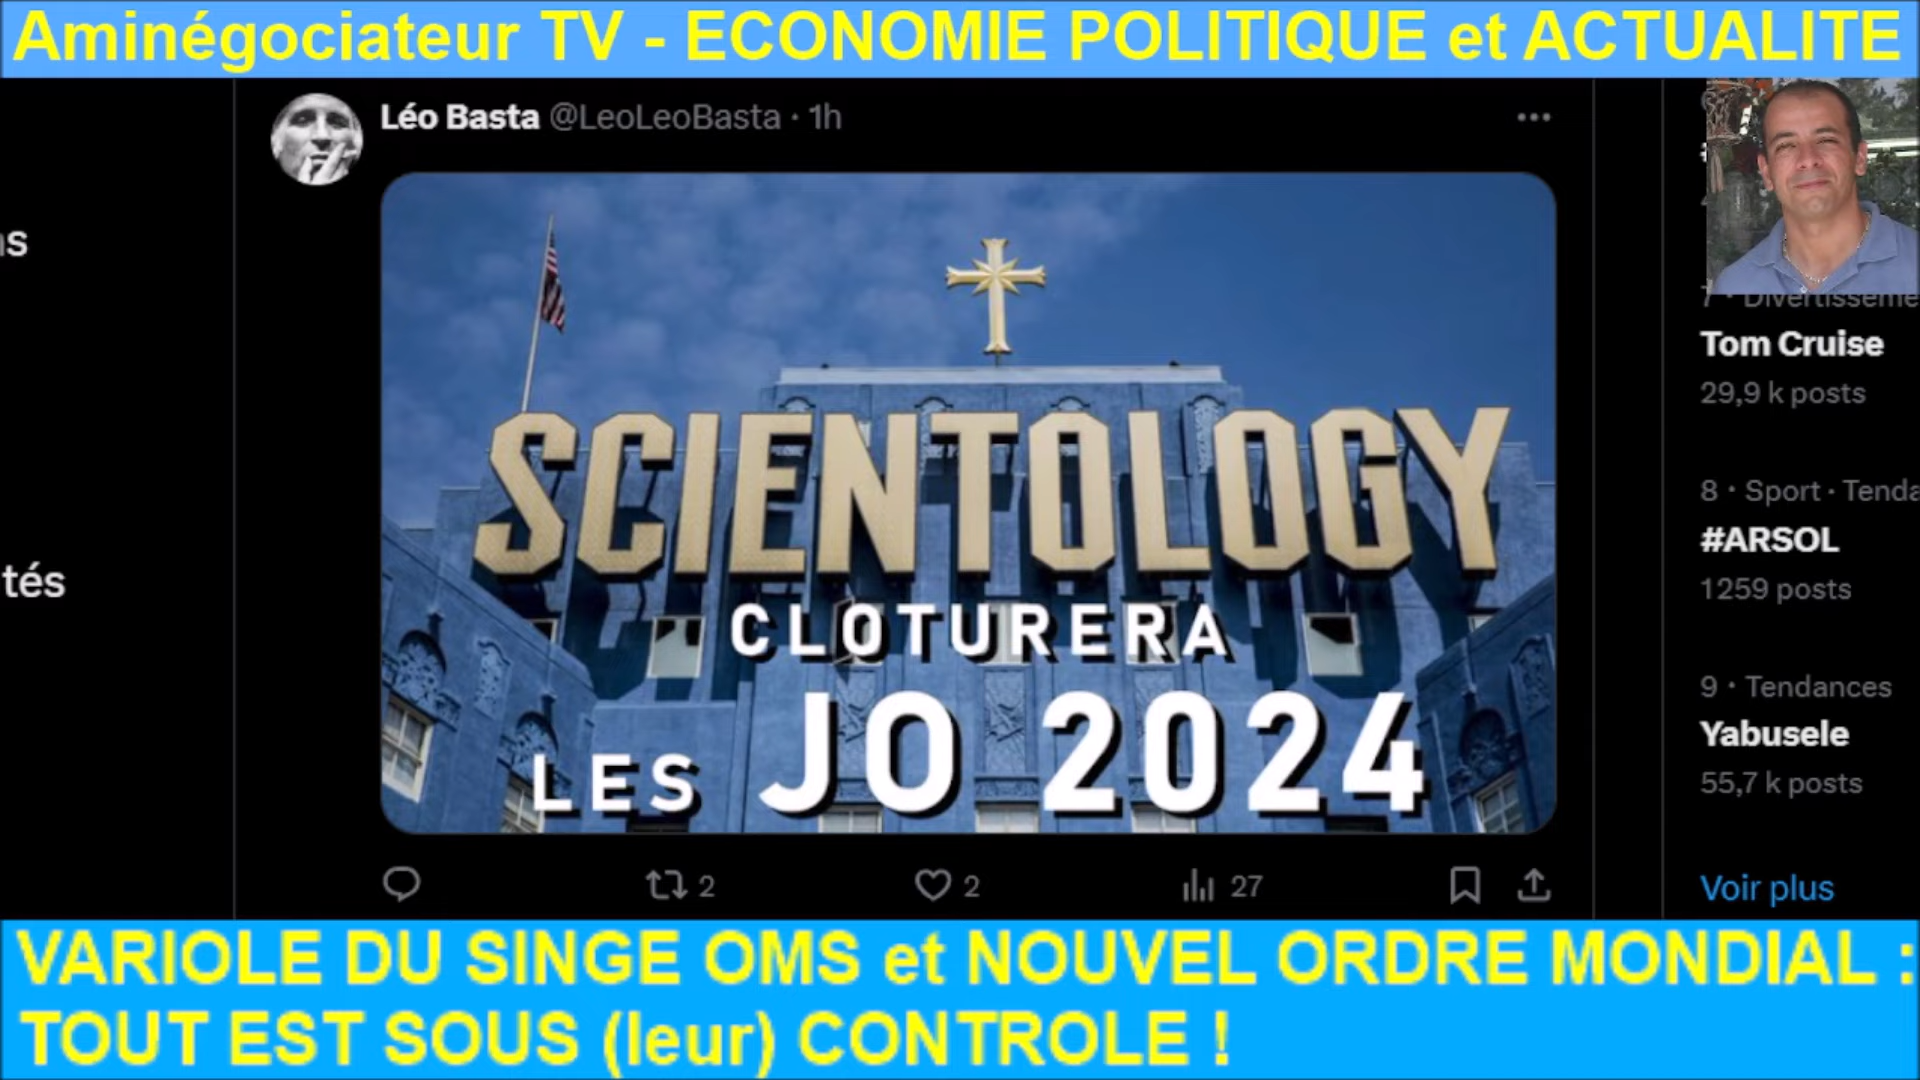 Aminégociateur TV - ECONOMIE POLITIQUE et ACTUALITE
Léo Basta @LeoLeoBasta · 1h
SCIENTOLOGY
CLOTURERA
LES JO 2024
2
2
27
s
tés
7 · Divertisseme
Tom Cruise
29,9 k posts
8 · Sport · Tenda
#ARSOL
1259 posts
9 · Tendances
Yabusele
55,7 k posts
Voir plus
VARIOLE DU SINGE OMS et NOUVEL ORDRE MONDIAL :
TOUT EST SOUS (leur) CONTROLE !